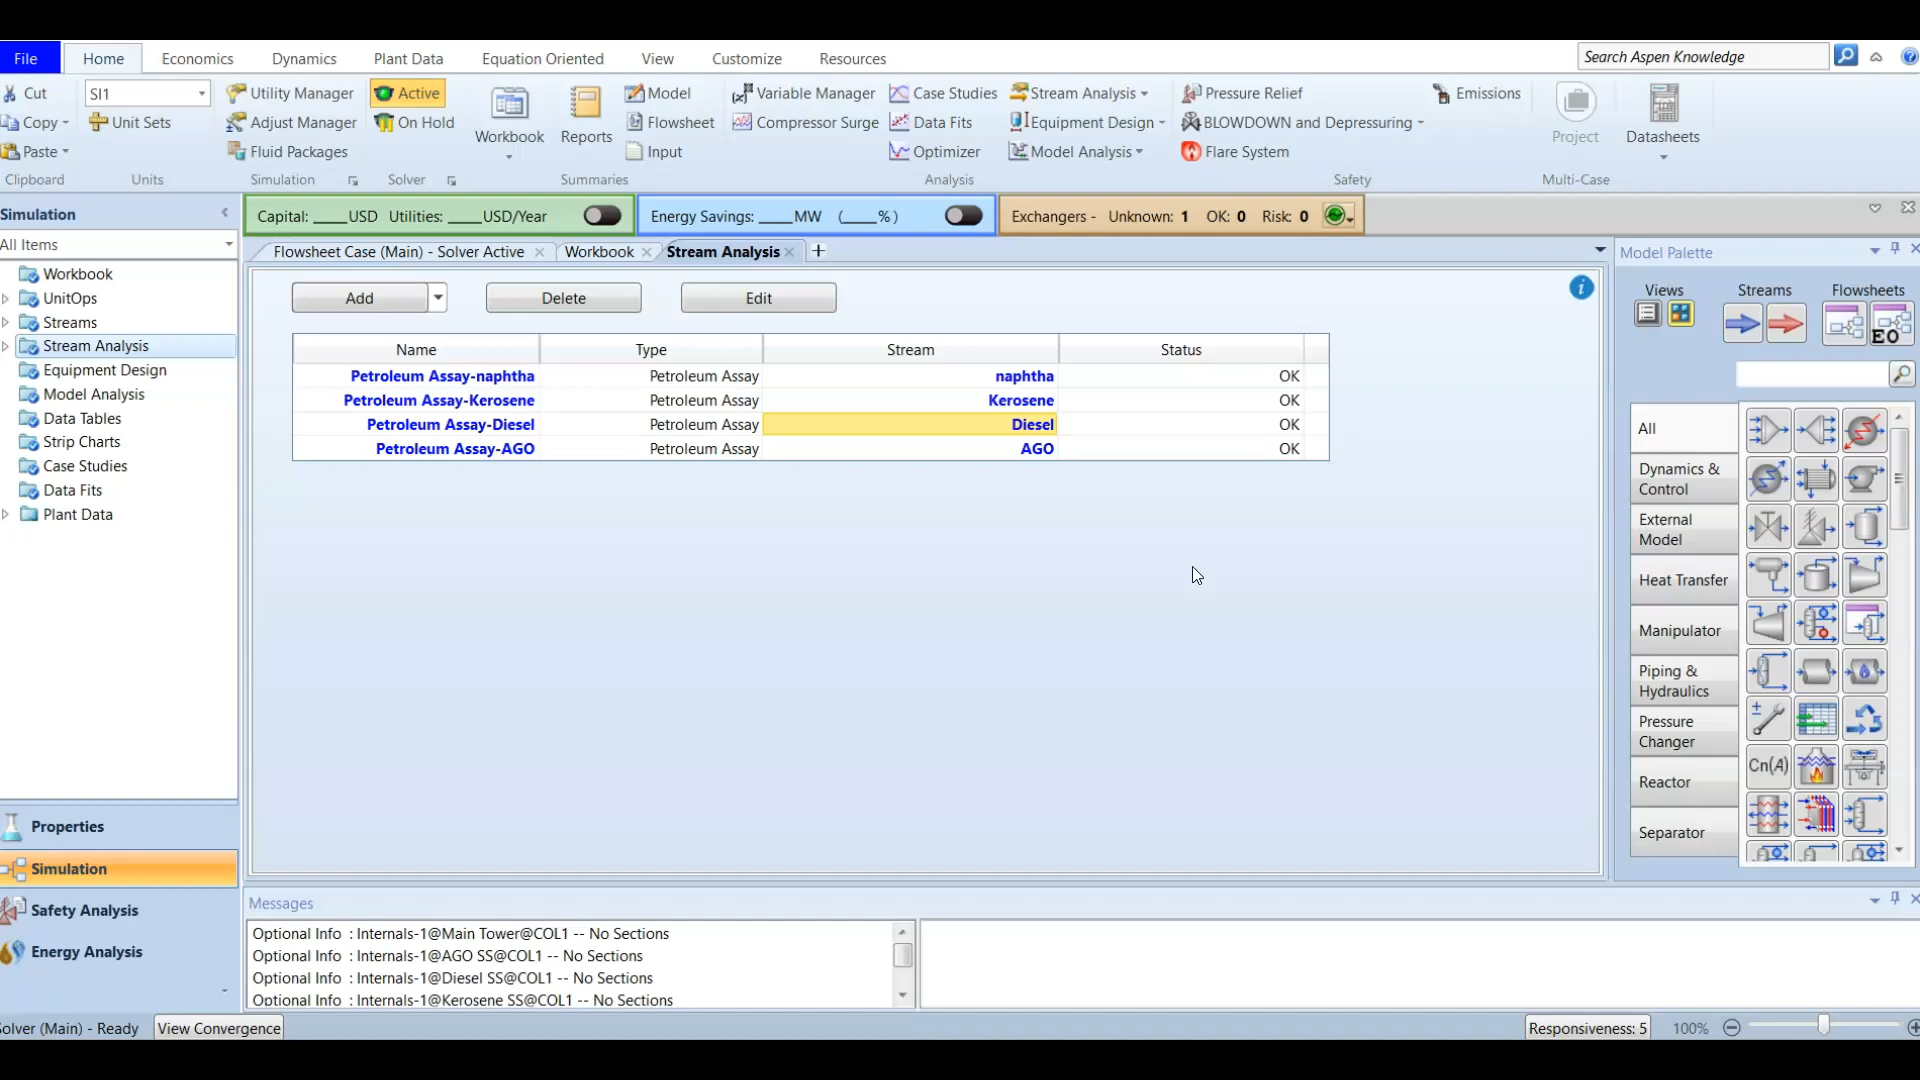 File Home Economics Dynamics Plant Data Equation Oriented View Customize Resources Search Aspen Knowledge
Cut SI1 Utility Manager Active Model Variable Manager Case Studies Stream Analysis Pressure Relief Emissions
Copy Unit Sets Adjust Manager On Hold Workbook Reports Flowsheet Compressor Surge Data Fits Equipment Design BLOWDOWN and Depressuring Project Datasheets
Paste Fluid Packages Input Optimizer Model Analysis Flare System
Clipboard Units Simulation Solver Summaries Analysis Safety Multi-Case
Simulation
Capital: _____USD Utilities: _____USD/Year
Energy Savings: _____MW (_____%)
Exchangers - Unknown: 1 OK: 0 Risk: 0
All Items
Workbook
UnitOps
Streams
Stream Analysis
Equipment Design
Model Analysis
Data Tables
Strip Charts
Case Studies
Data Fits
Plant Data
Properties
Simulation
Safety Analysis
Energy Analysis
Flowsheet Case (Main) - Solver Active Workbook Stream Analysis +
Add Delete Edit
Name Type Stream Status
Petroleum Assay-naphtha Petroleum Assay naphtha OK
Petroleum Assay-Kerosene Petroleum Assay Kerosene OK
Petroleum Assay-Diesel Petroleum Assay Diesel OK
Petroleum Assay-AGO Petroleum Assay AGO OK
Model Palette
Views Streams Flowsheets
EO
All
Dynamics &
Control
External
Model
Heat Transfer
Manipulator
Piping &
Hydraulics
Pressure
Changer
Reactor
Separator
Cn(A)
Messages
Optional Info : Internals-1@Main Tower@COL1 -- No Sections
Optional Info : Internals-1@AGO SS@COL1 -- No Sections
Optional Info : Internals-1@Diesel SS@COL1 -- No Sections
Optional Info : Internals-1@Kerosene SS@COL1 -- No Sections
Solver (Main) - Ready View Convergence Responsiveness: 5 100%